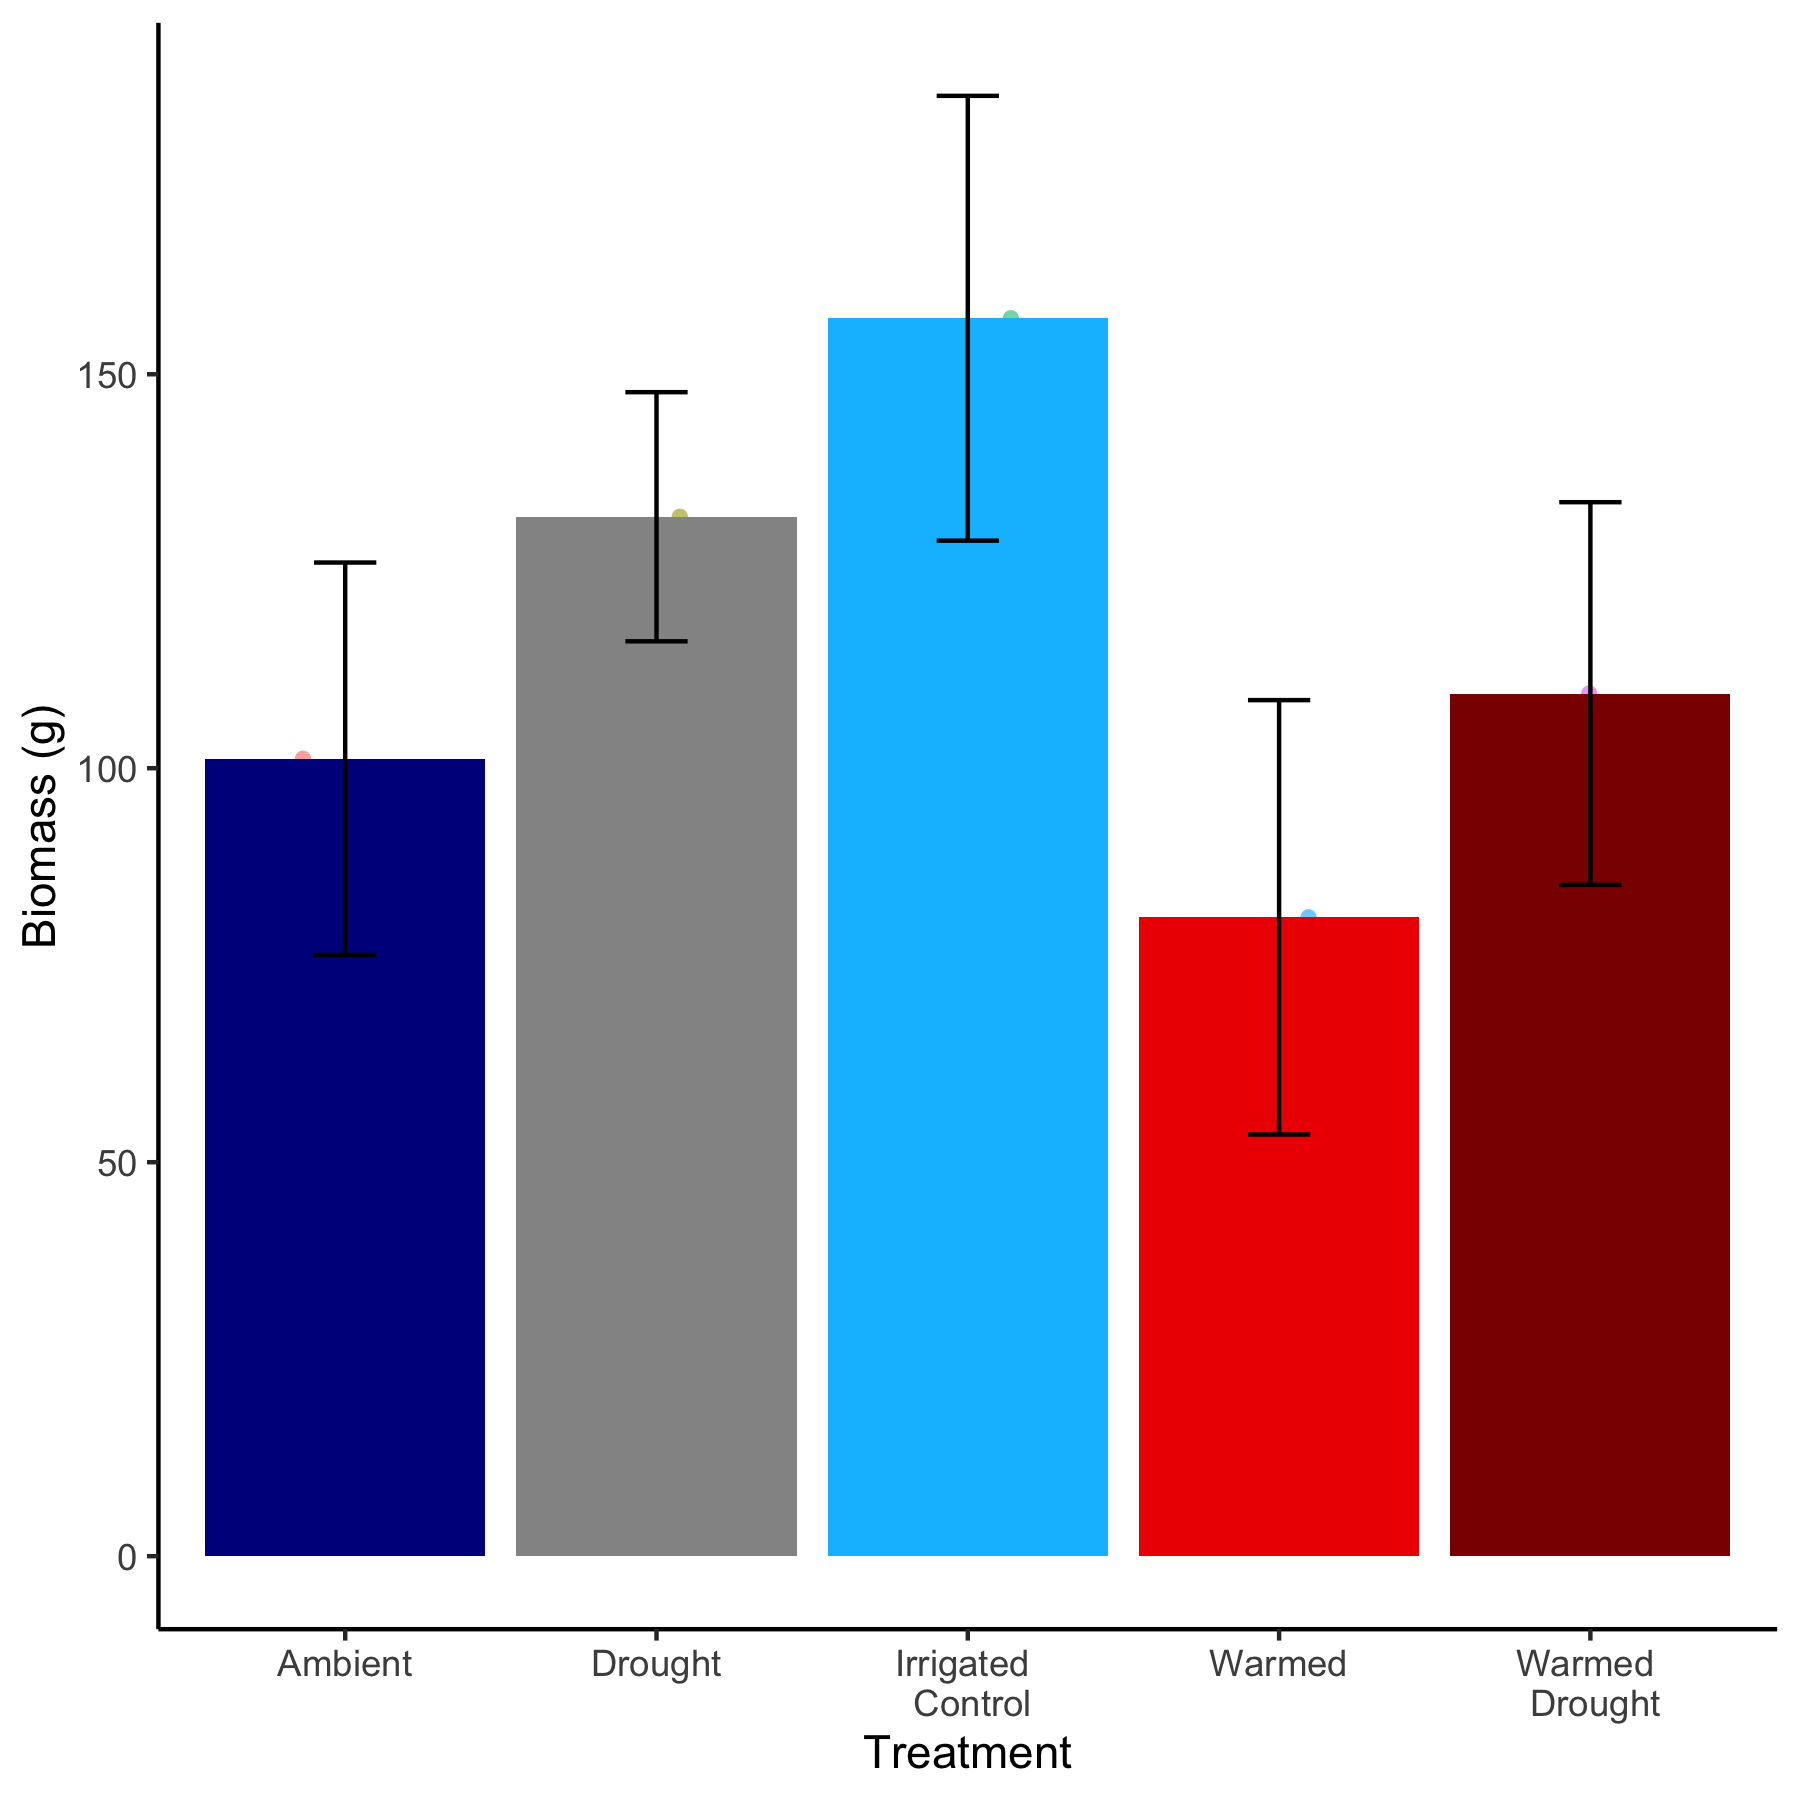 Biomass (g)
150
100
50
0
Ambient
Drought
Irrigated
Control
Warmed
Warmed
Drought
Treatment